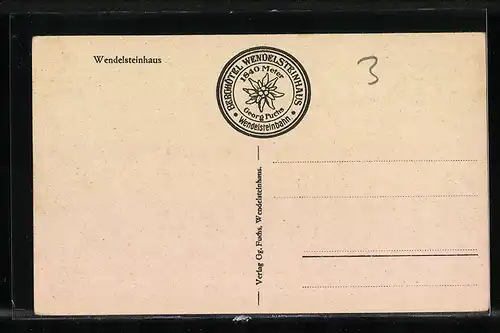 Wendelsteinhaus
BERGHOTEL WENDELSTEINHAUS
1840 Meter
Georg Fuchs
• Wendelsteinbahn. •
3
Verlag Gg. Fuchs, Wendelsteinhaus.